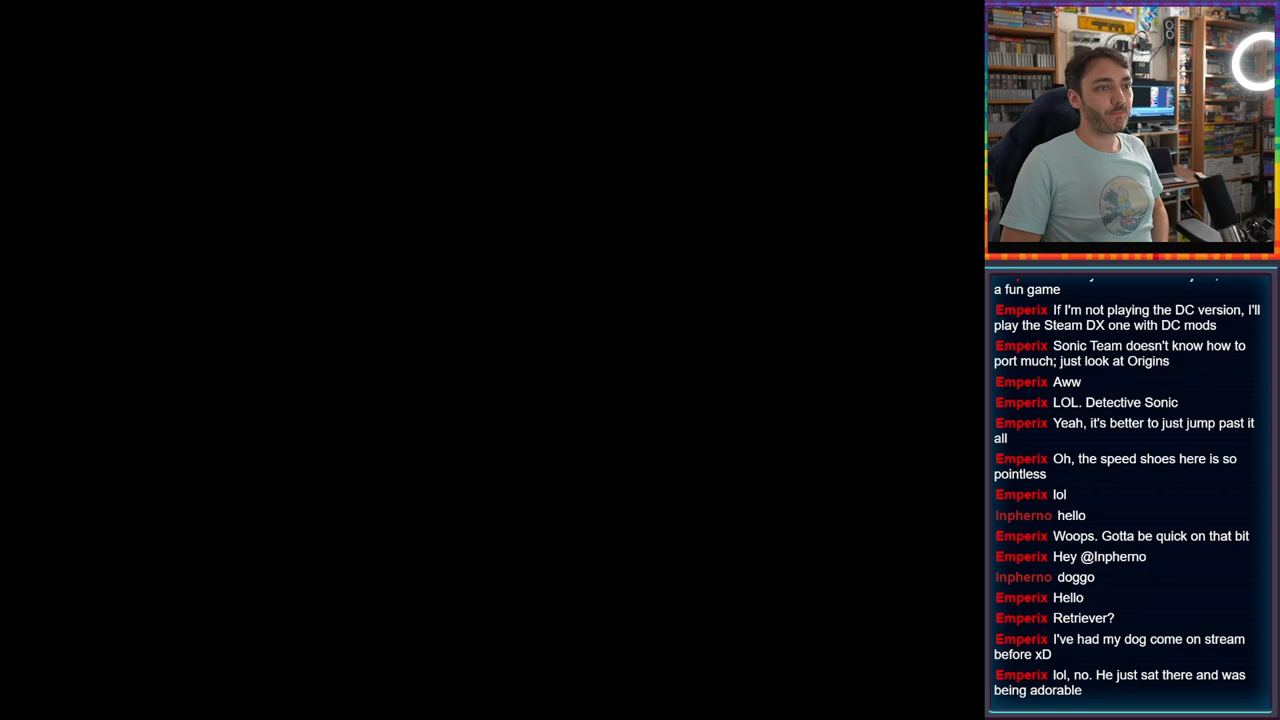 a fun game
Emperix If I'm not playing the DC version, I'll
play the Steam DX one with DC mods
Emperix Sonic Team doesn't know how to
port much; just look at Origins
Emperix Aww
Emperix LOL. Detective Sonic
Emperix Yeah, it's better to just jump past it
all
Emperix Oh, the speed shoes here is so
pointless
Emperix lol
Inpherno hello
Emperix Woops. Gotta be quick on that bit
Emperix Hey @Inpherno
Inpherno doggo
Emperix Hello
Emperix Retriever?
Emperix I've had my dog come on stream
before xD
Emperix lol, no. He just sat there and was
being adorable